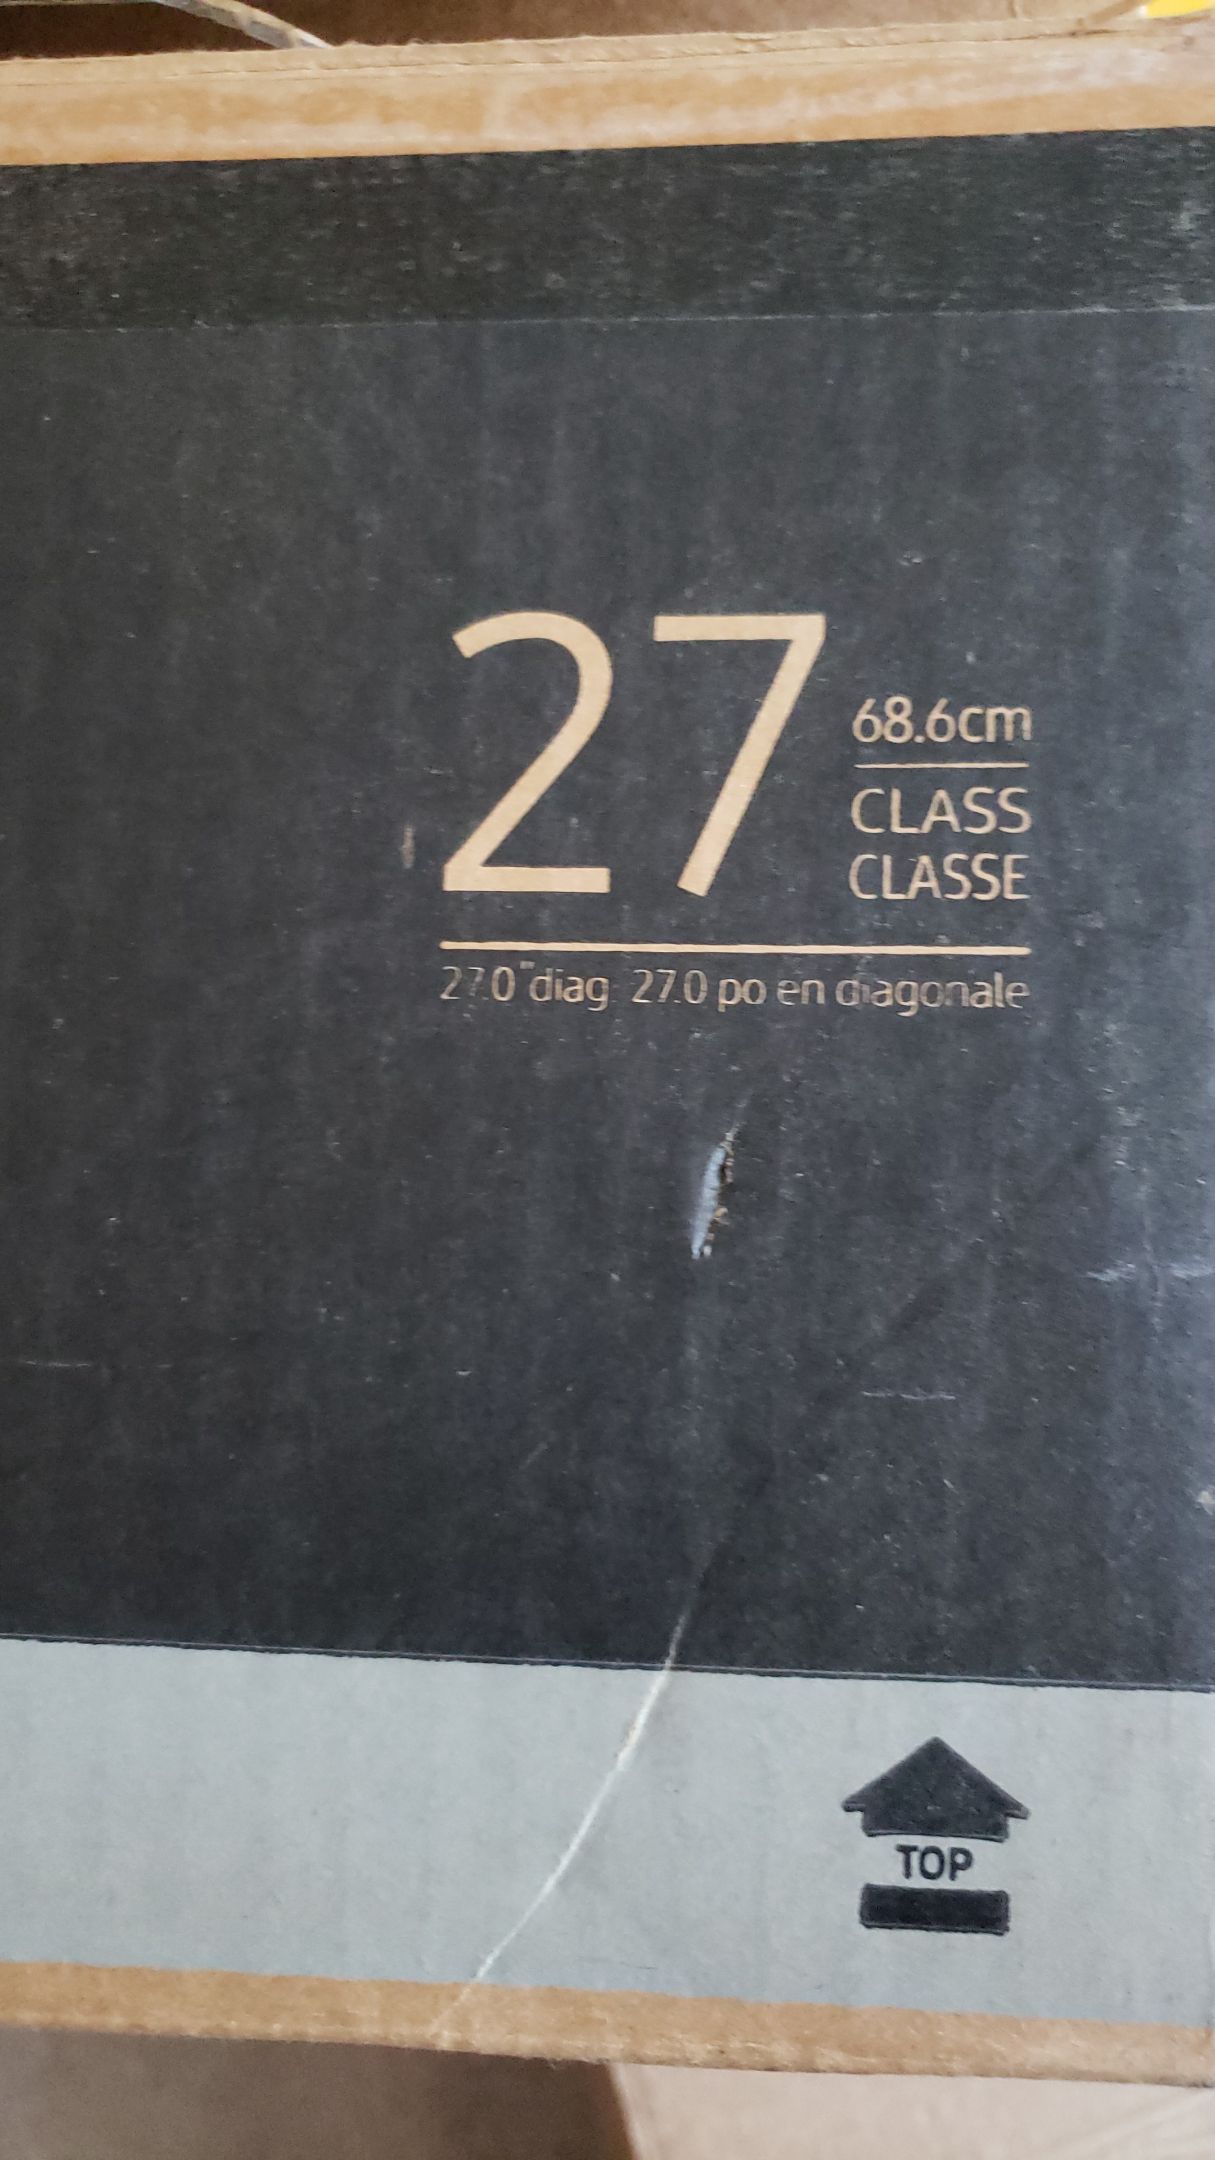 27
68.6cm
CLASS
CLASSE
27.0" diag. 27.0 po en diagonale
TOP